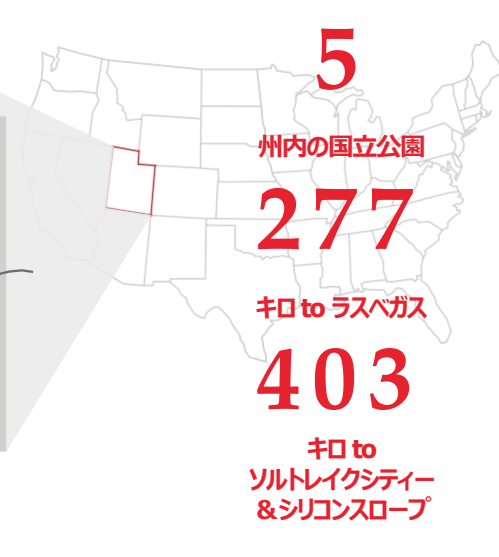 5
州内の国立公園
277
キロ to ラスベガス
403
キロ to
ソルトレイクシティー
&シリコンスロープ